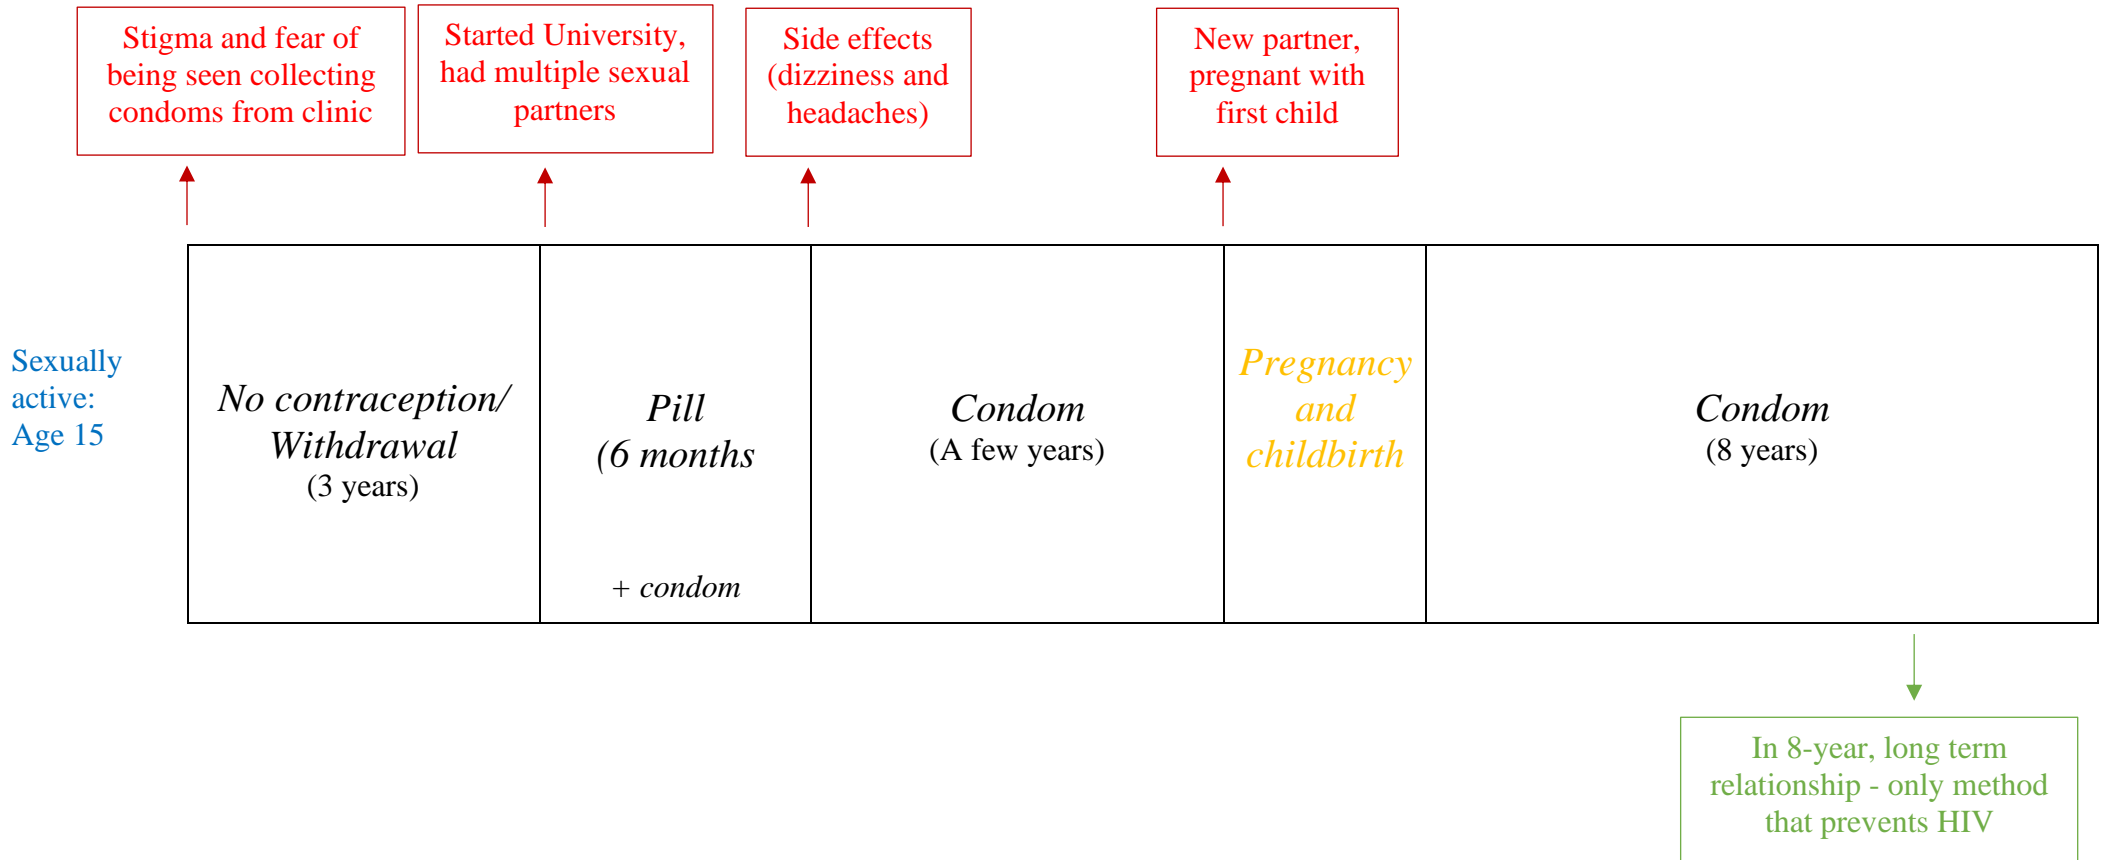 Stigma and fear of
being seen collecting
condoms from clinic
Started University,
had multiple sexual
partners
Side effects
(dizziness and
headaches)
New partner,
pregnant with
first child
Sexually
active:
Age 15
No contraception/
Withdrawal
(3 years)
Pill
(6 months
+ condom
Condom
(A few years)
Pregnancy
and
childbirth
Condom
(8 years)
In 8-year, long term
relationship - only method
that prevents HIV